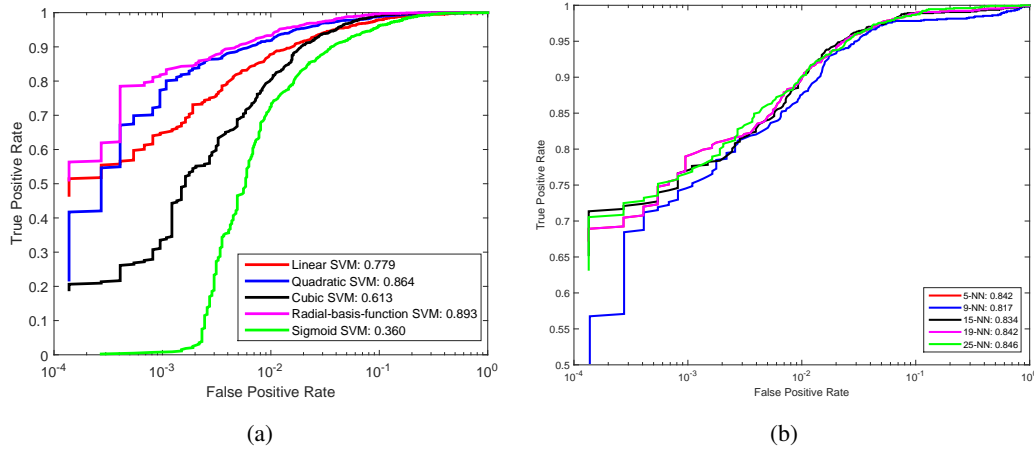 1
0.9
0.8
0.7
0.6
0.5
0.4
0.3
0.2
0.1
0
True Positive Rate
Linear SVM: 0.779
Quadratic SVM: 0.864
Cubic SVM: 0.613
Radial-basis-function SVM: 0.893
Sigmoid SVM: 0.360
10^-4 10^-3 10^-2 10^-1 10^0
False Positive Rate
(a)
1
0.95
0.9
0.85
0.8
0.75
0.7
0.65
0.6
0.55
0.5
True Positive Rate
5-NN: 0.842
9-NN: 0.817
15-NN: 0.834
19-NN: 0.842
25-NN: 0.846
10^-4 10^-3 10^-2 10^-1 10^0
False Positive Rate
(b)